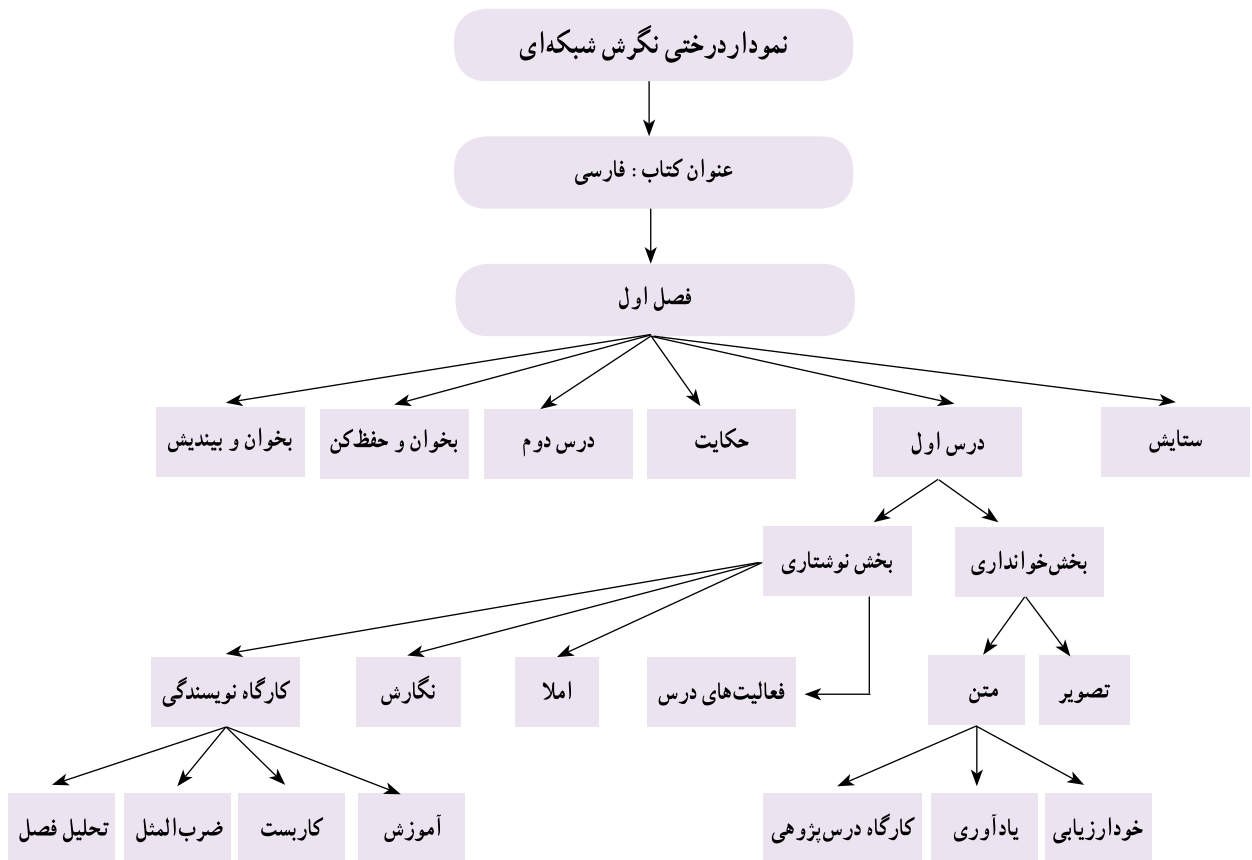 نموداردرختی نگرش شبکه‌ای
عنوان کتاب : فارسی
فصل اول
ستایش
درس اول
حکایت
درس دوم
بخوان و حفظ‌کن
بخوان و بیندیش
بخش‌خوانداری
بخش نوشتاری
تصویر
متن
فعالیت‌های درس
املا
نگارش
کارگاه نویسندگی
خودارزیابی
یادآوری
کارگاه درس‌پژوهی
آموزش
کاربست
ضرب‌المثل
تحلیل فصل